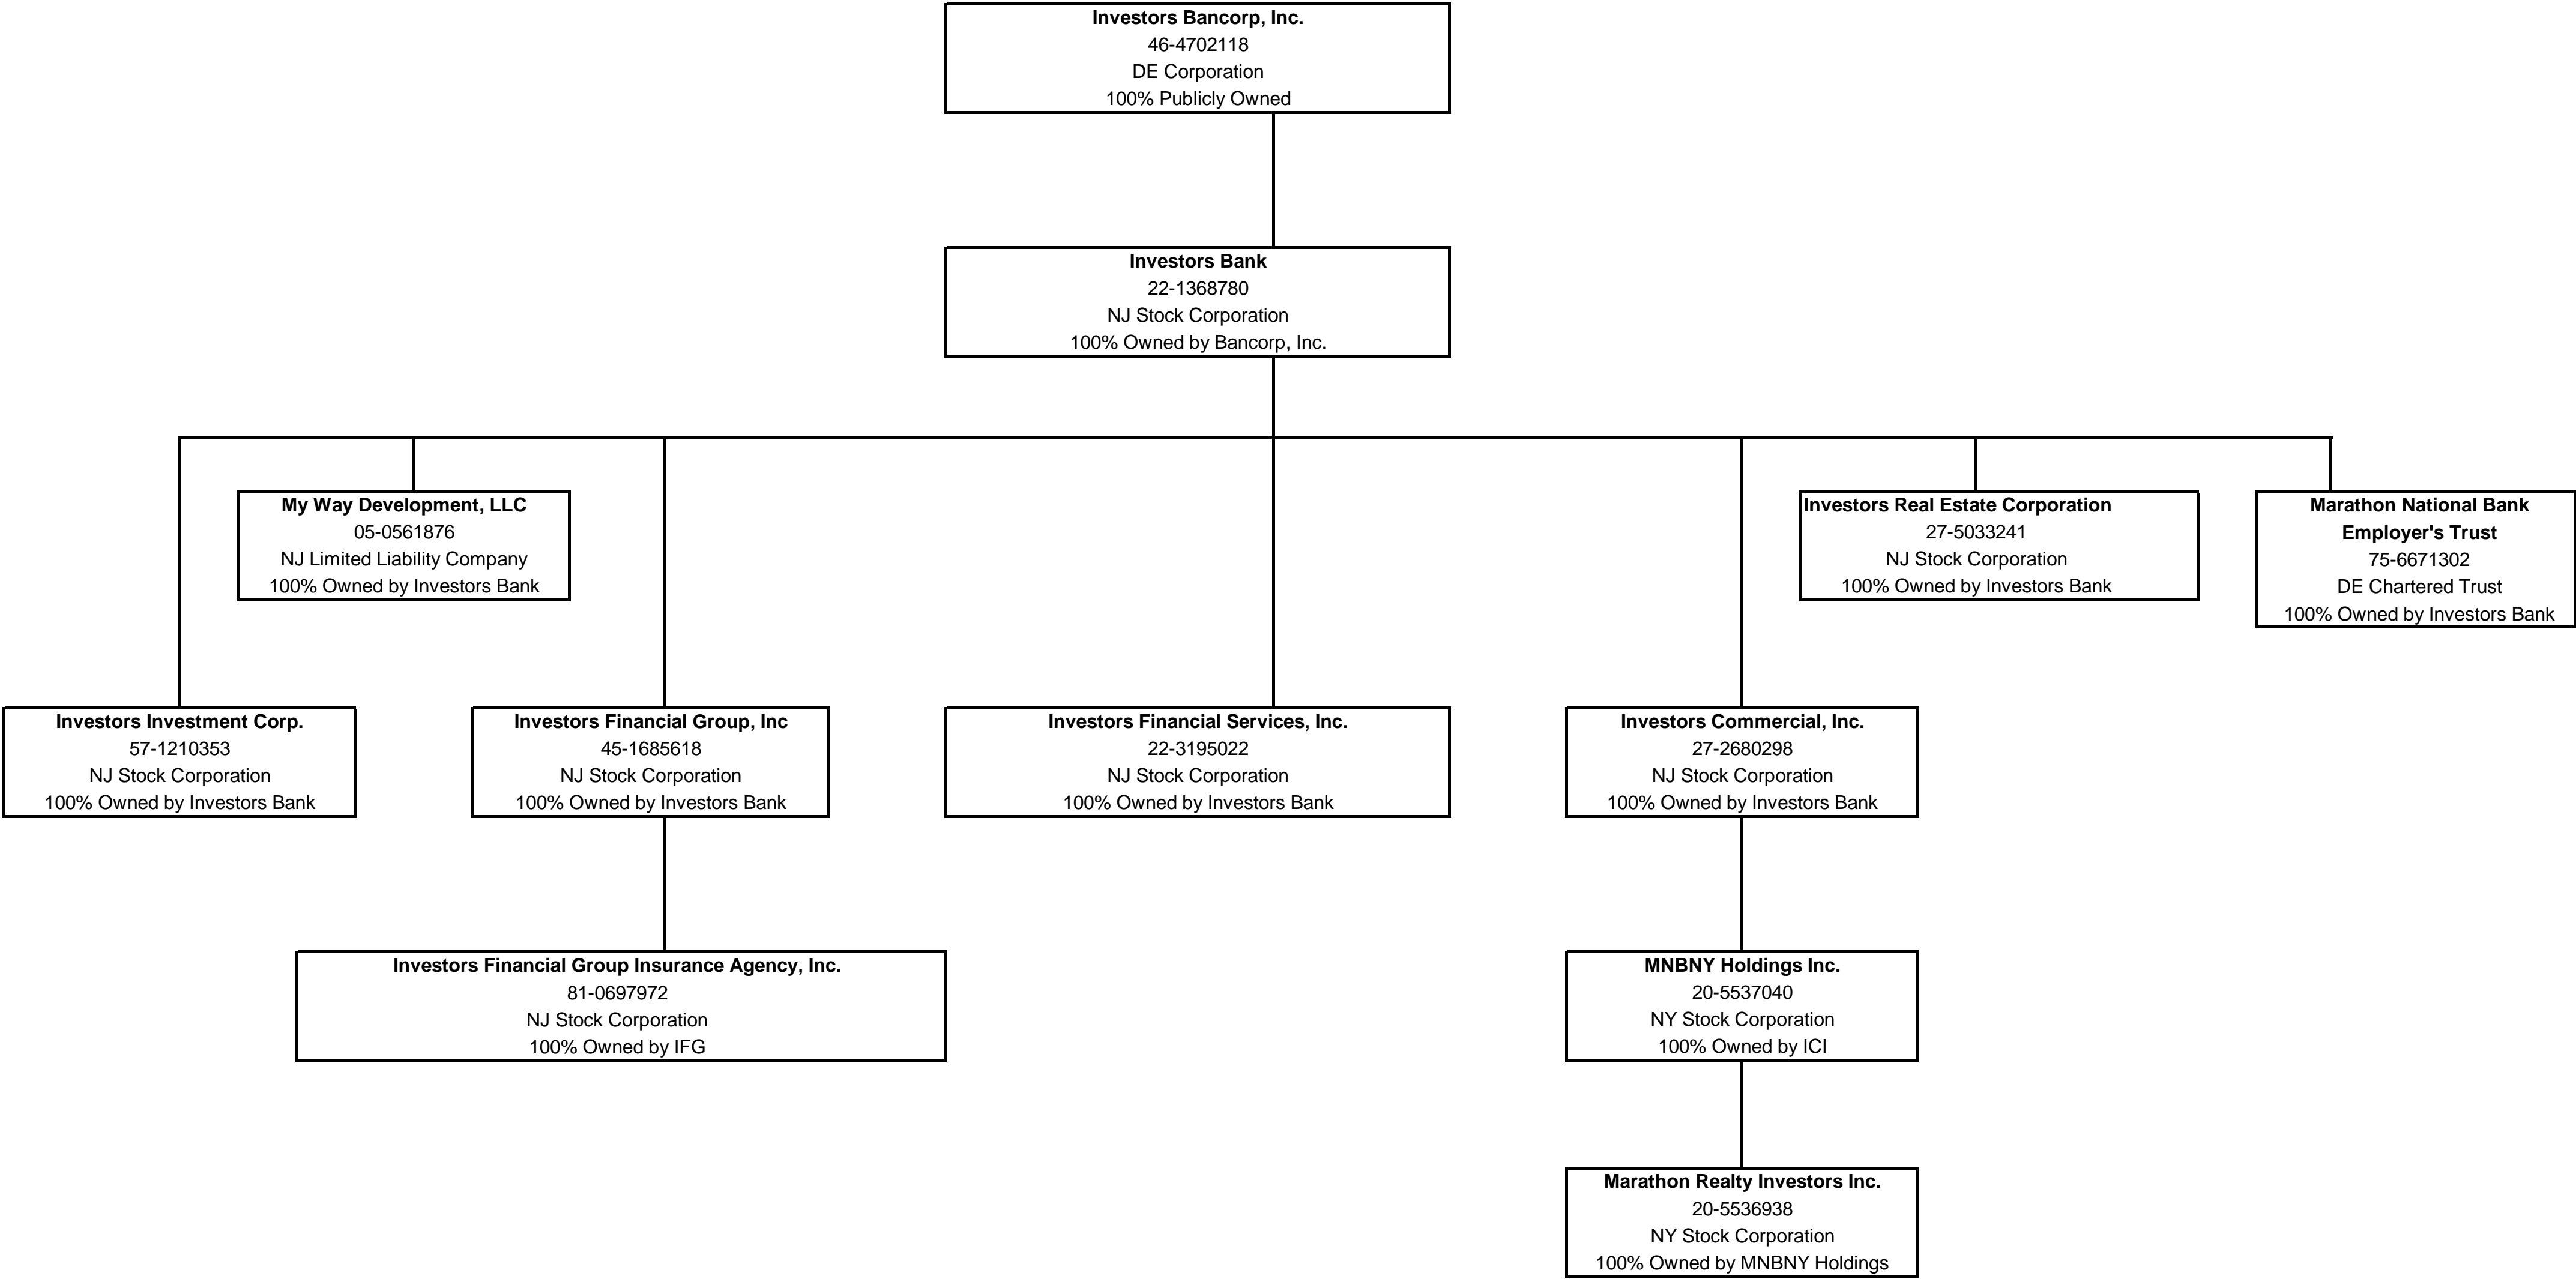 Investors Bancorp, Inc.
46-4702118
DE Corporation
100% Publicly Owned
Investors Bank
22-1368780
NJ Stock Corporation
100% Owned by Bancorp, Inc.
My Way Development, LLC
05-0561876
NJ Limited Liability Company
100% Owned by Investors Bank
Investors Real Estate Corporation
27-5033241
NJ Stock Corporation
100% Owned by Investors Bank
Marathon National Bank
Employer's Trust
75-6671302
DE Chartered Trust
100% Owned by Investors Bank
Investors Investment Corp.
57-1210353
NJ Stock Corporation
100% Owned by Investors Bank
Investors Financial Group, Inc
45-1685618
NJ Stock Corporation
100% Owned by Investors Bank
Investors Financial Services, Inc.
22-3195022
NJ Stock Corporation
100% Owned by Investors Bank
Investors Commercial, Inc.
27-2680298
NJ Stock Corporation
100% Owned by Investors Bank
Investors Financial Group Insurance Agency, Inc.
81-0697972
NJ Stock Corporation
100% Owned by IFG
MNBNY Holdings Inc.
20-5537040
NY Stock Corporation
100% Owned by ICI
Marathon Realty Investors Inc.
20-5536938
NY Stock Corporation
100% Owned by MNBNY Holdings